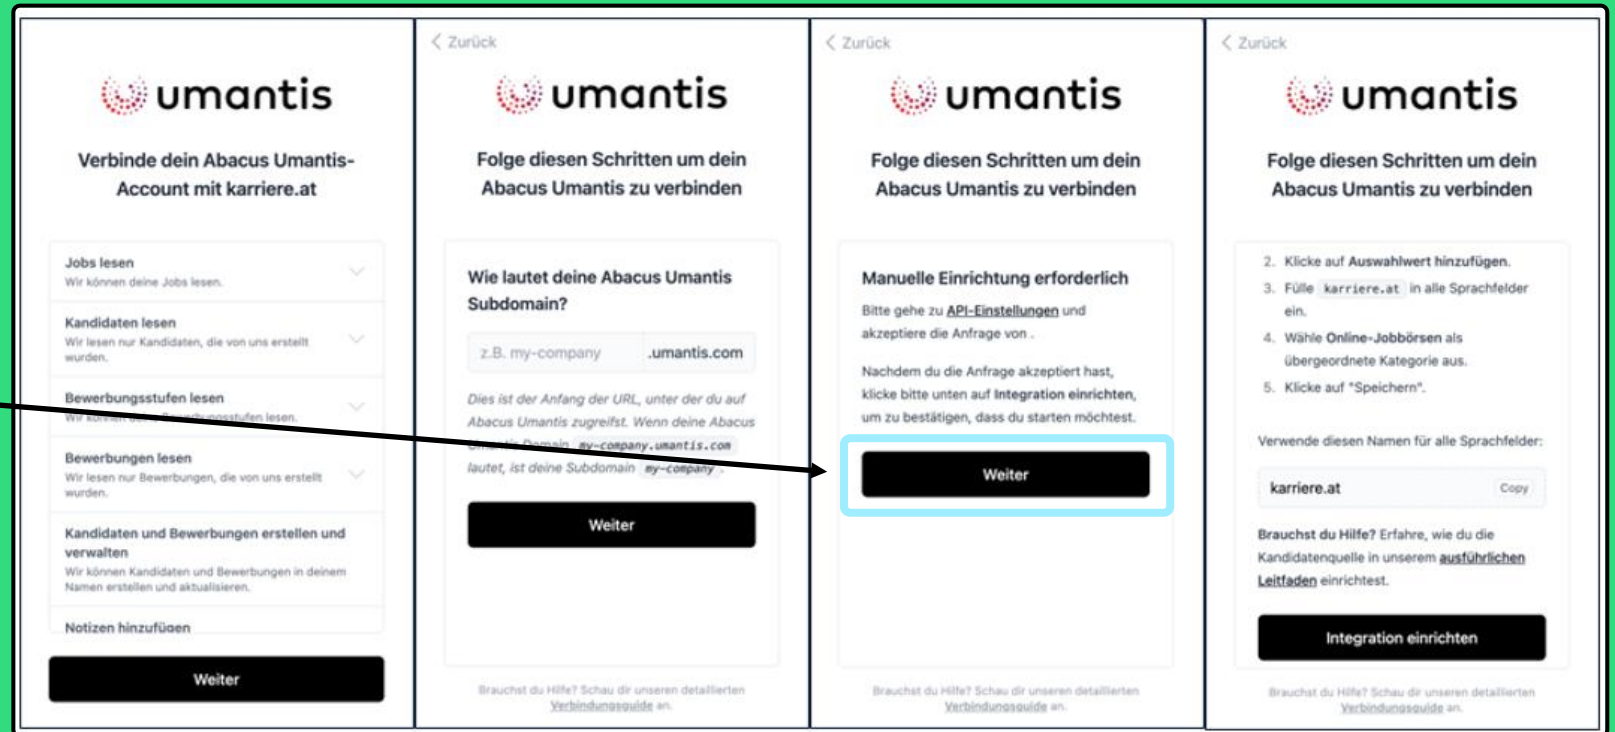 umantis
Verbinde dein Abacus Umantis-
Account mit karriere.at
Jobs lesen
Wir können deine Jobs lesen.
Kandidaten lesen
Wir lesen nur Kandidaten, die von uns erstellt
wurden.
Bewerbungsstufen lesen
Wir können deine Bewerbungsstufen lesen.
Bewerbungen lesen
Wir lesen nur Bewerbungen, die von uns erstellt
wurden.
Kandidaten und Bewerbungen erstellen und
verwalten
Wir können Kandidaten und Bewerbungen in deinem
Namen erstellen und aktualisieren.
Notizen hinzufügen
Weiter
Zurück
umantis
Folge diesen Schritten um dein
Abacus Umantis zu verbinden
Wie lautet deine Abacus Umantis
Subdomain?
z.B. my-company .umantis.com
Dies ist der Anfang der URL, unter der du auf
Abacus Umantis zugreifst. Wenn deine Abacus
Umantis Domain my-company.umantis.com
lautet, ist deine Subdomain my-company .
Weiter
Brauchst du Hilfe? Schau dir unseren detaillierten
Verbindungsguide an.
Zurück
umantis
Folge diesen Schritten um dein
Abacus Umantis zu verbinden
Manuelle Einrichtung erforderlich
Bitte gehe zu API-Einstellungen und
akzeptiere die Anfrage von .
Nachdem du die Anfrage akzeptiert hast,
klicke bitte unten auf Integration einrichten,
um zu bestätigen, dass du starten möchtest.
Weiter
Brauchst du Hilfe? Schau dir unseren detaillierten
Verbindungsguide an.
Zurück
umantis
Folge diesen Schritten um dein
Abacus Umantis zu verbinden
2. Klicke auf Auswahlwert hinzufügen.
3. Fülle karriere.at in alle Sprachfelder
ein.
4. Wähle Online-Jobbörsen als
übergeordnete Kategorie aus.
5. Klicke auf "Speichern".
Verwende diesen Namen für alle Sprachfelder:
karriere.at Copy
Brauchst du Hilfe? Erfahre, wie du die
Kandidatenquelle in unserem ausführlichen
Leitfaden einrichtest.
Integration einrichten
Brauchst du Hilfe? Schau dir unseren detaillierten
Verbindungsguide an.